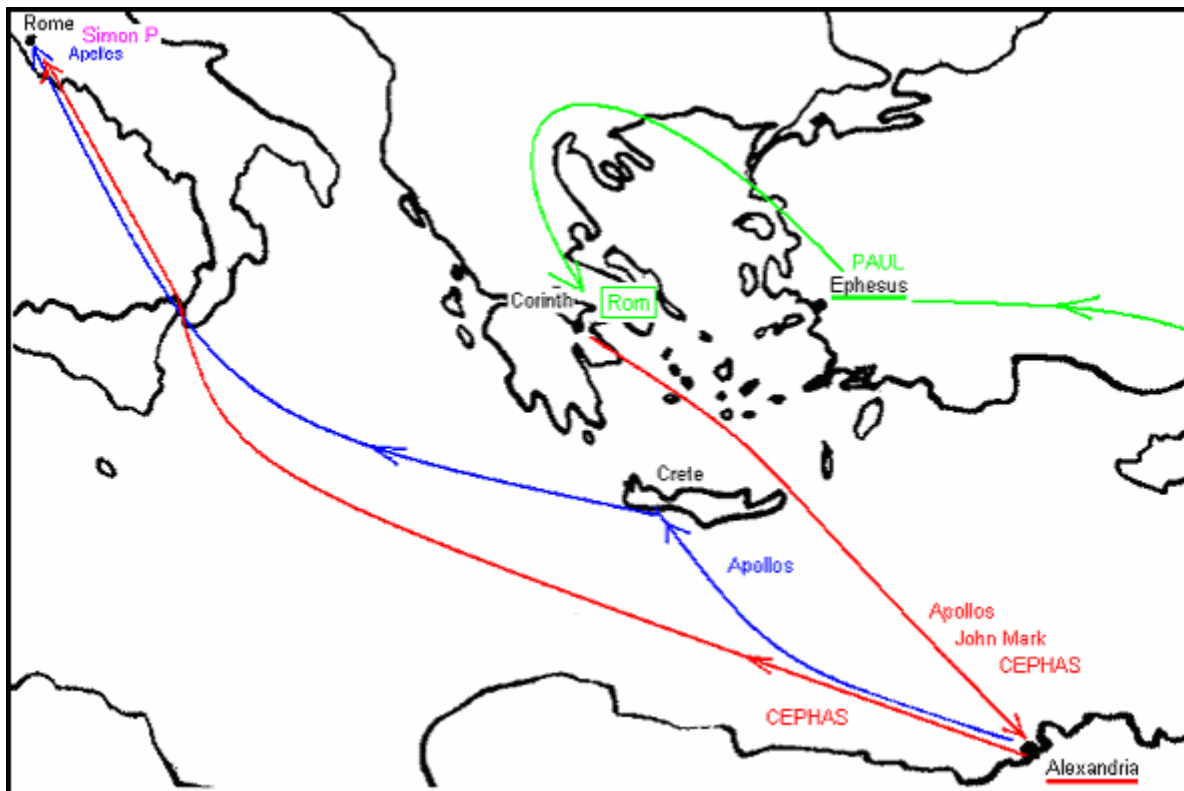 Rome
Simon P
Apollos
PAUL
Ephesus
Corinth
Rom
Crete
Apollos
Apollos
John Mark
CEPHAS
CEPHAS
Alexandria